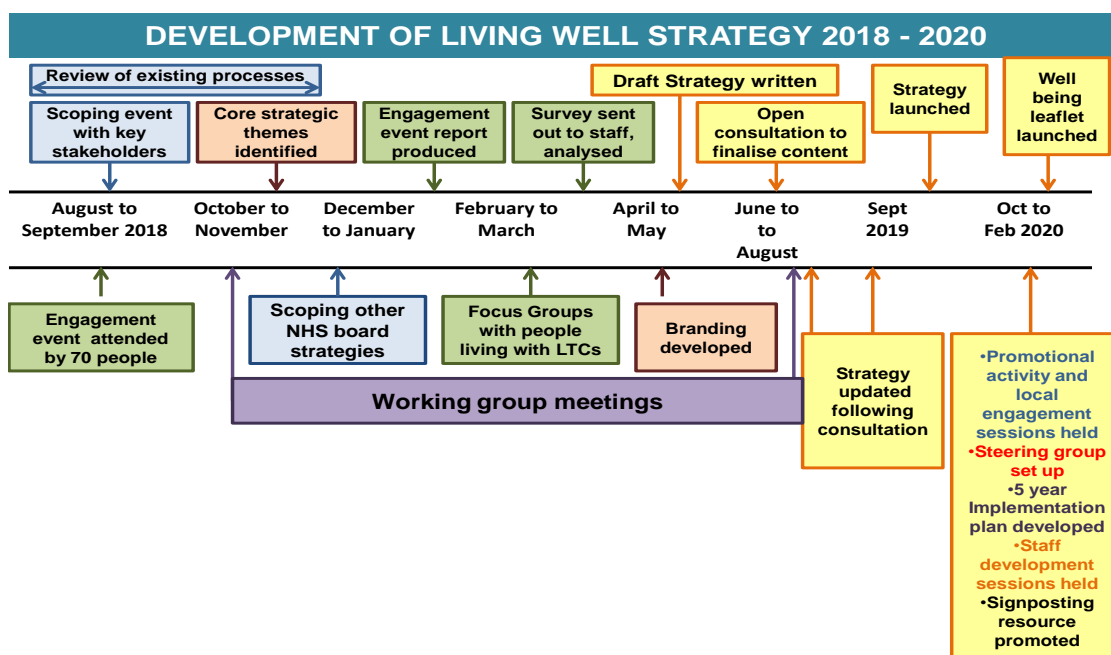 DEVELOPMENT OF LIVING WELL STRATEGY 2018 - 2020
Review of existing processes
Scoping event
with key
stakeholders
Core strategic
themes
identified
Engagement
event report
produced
Survey sent
out to staff,
analysed
Draft Strategy written
Open
consultation to
finalise content
Strategy
launched
Well
being
leaflet
launched
August to
September 2018
October to
November
December
to January
February to
March
April to
May
June to
to
August
Sept
2019
Oct to
Feb 2020
Engagement
event attended
by 70 people
Scoping other
NHS board
strategies
Focus Groups
with people
living with LTCs
Branding
developed
Working group meetings
Strategy
updated
following
consultation
•Promotional
activity and
local
engagement
sessions held
•Steering group
set up
•5 year
Implementation
plan developed
•Staff
development
sessions held
•Signposting
resource
promoted